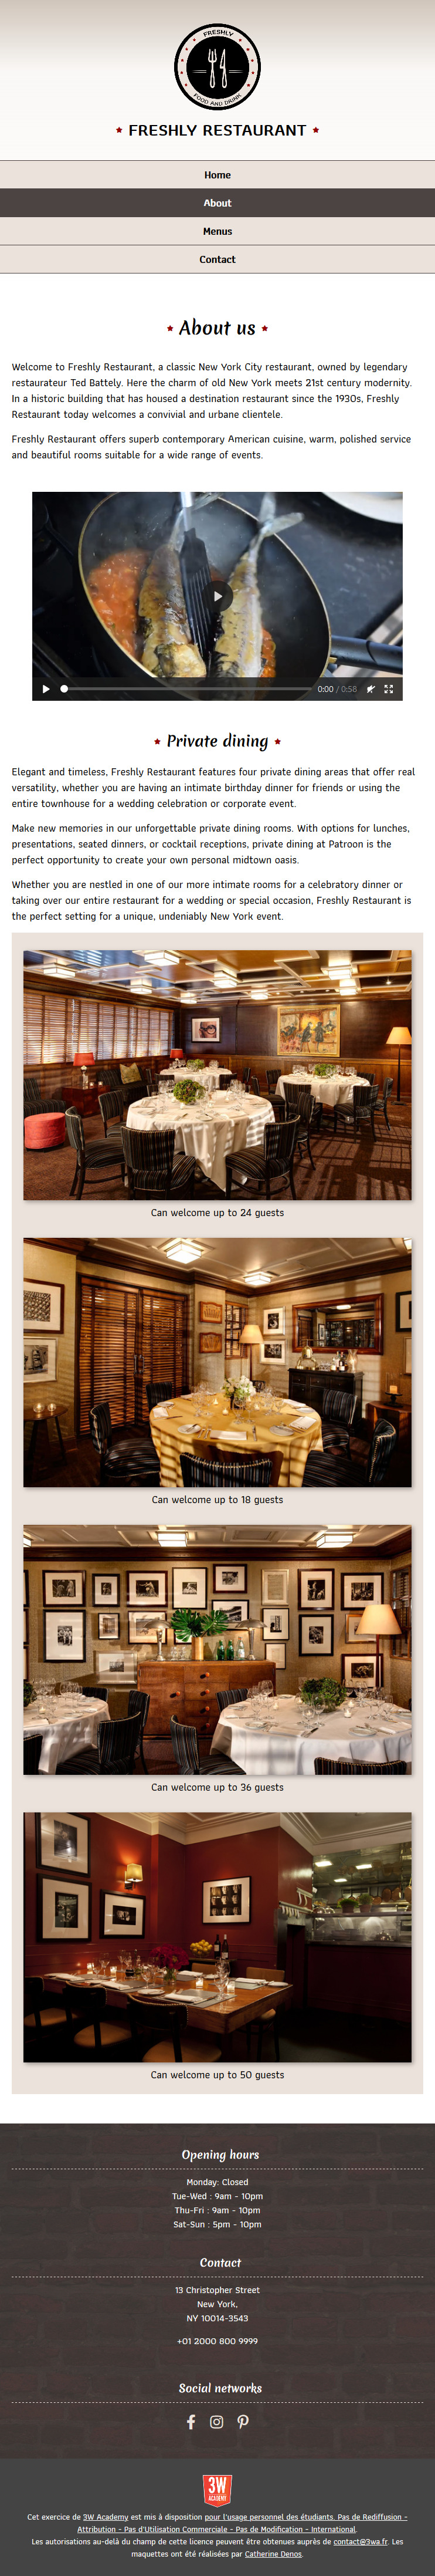 FRESHLY
FOOD AND DRINK
FRESHLY RESTAURANT
Home
About
Menus
Contact
About us
Welcome to Freshly Restaurant, a classic New York City restaurant, owned by legendary
restaurateur Ted Battely. Here the charm of old New York meets 21st century modernity.
In a historic building that has housed a destination restaurant since the 1930s, Freshly
Restaurant today welcomes a convivial and urbane clientele.
Freshly Restaurant offers superb contemporary American cuisine, warm, polished service
and beautiful rooms suitable for a wide range of events.
0:00 / 0:58
Private dining
Elegant and timeless, Freshly Restaurant features four private dining areas that offer real
versatility, whether you are having an intimate birthday dinner for friends or using the
entire townhouse for a wedding celebration or corporate event.
Make new memories in our unforgettable private dining rooms. With options for lunches,
presentations, seated dinners, or cocktail receptions, private dining at Patroon is the
perfect opportunity to create your own personal midtown oasis.
Whether you are nestled in one of our more intimate rooms for a celebratory dinner or
taking over our entire restaurant for a wedding or special occasion, Freshly Restaurant is
the perfect setting for a unique, undeniably New York event.
Can welcome up to 24 guests
Can welcome up to 18 guests
Can welcome up to 36 guests
Can welcome up to 50 guests
Opening hours
Monday: Closed
Tue-Wed : 9am - 10pm
Thu-Fri : 9am - 10pm
Sat-Sun : 5pm - 10pm
Contact
13 Christopher Street
New York,
NY 10014-3543
+01 2000 800 9999
Social networks
3W
ACADEMY
Cet exercice de 3W Academy est mis à disposition pour l'usage personnel des étudiants. Pas de Rediffusion -
Attribution - Pas d'Utilisation Commerciale - Pas de Modification - International.
Les autorisations au-delà du champ de cette licence peuvent être obtenues auprès de contact@3wa.fr. Les
maquettes ont été réalisées par Catherine Denos.